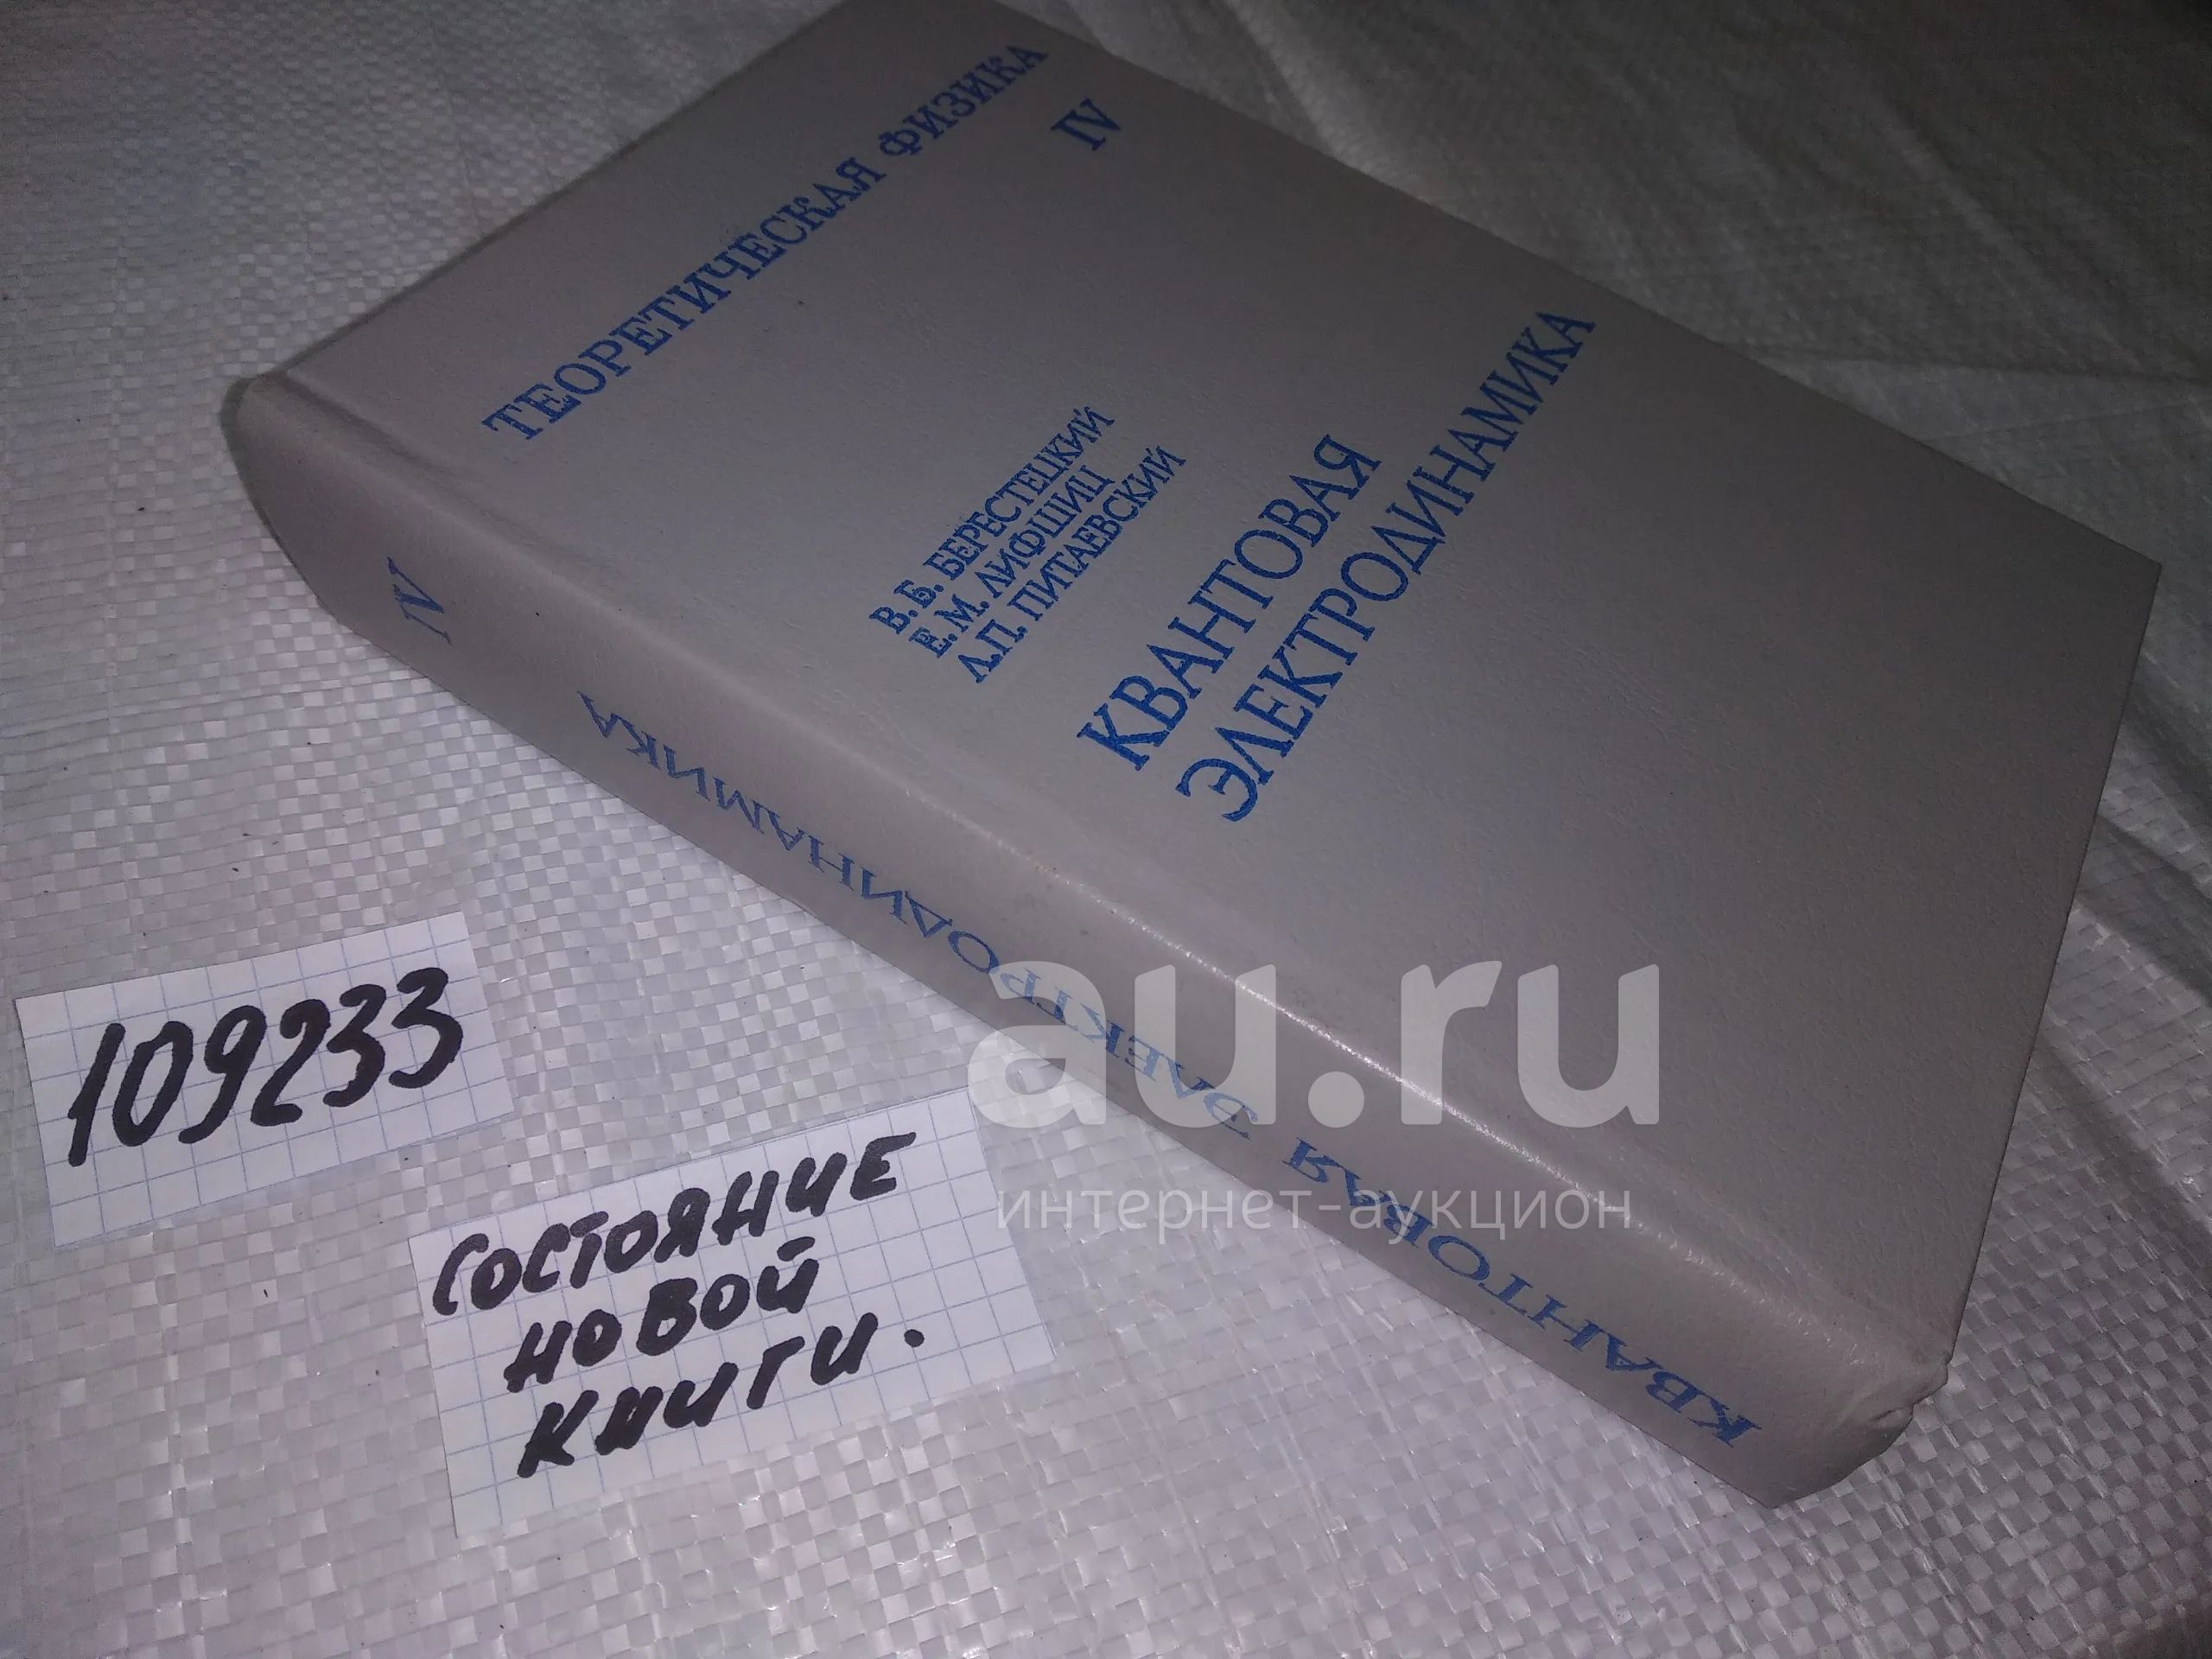 ТЕОРЕТИЧЕСКАЯ ФИЗИКА
IV
В. Б. БЕРЕСТЕЦКИЙ
Е. М. ЛИФШИЦ
Л. П. ПИТАЕВСКИЙ
КВАНТОВАЯ
ЭЛЕКТРОДИНАМИКА
КВАНТОВАЯ ЭЛЕКТРОДИНАМИКА IV
au.ru
интернет-аукцион
109233
СОСТОЯНИЕ
НОВОЙ
КНИГИ.